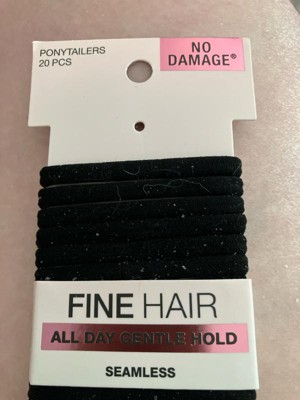 PONYTAILERS
20 PCS
NO
DAMAGE®
FINE HAIR
ALL DAY GENTLE HOLD
SEAMLESS